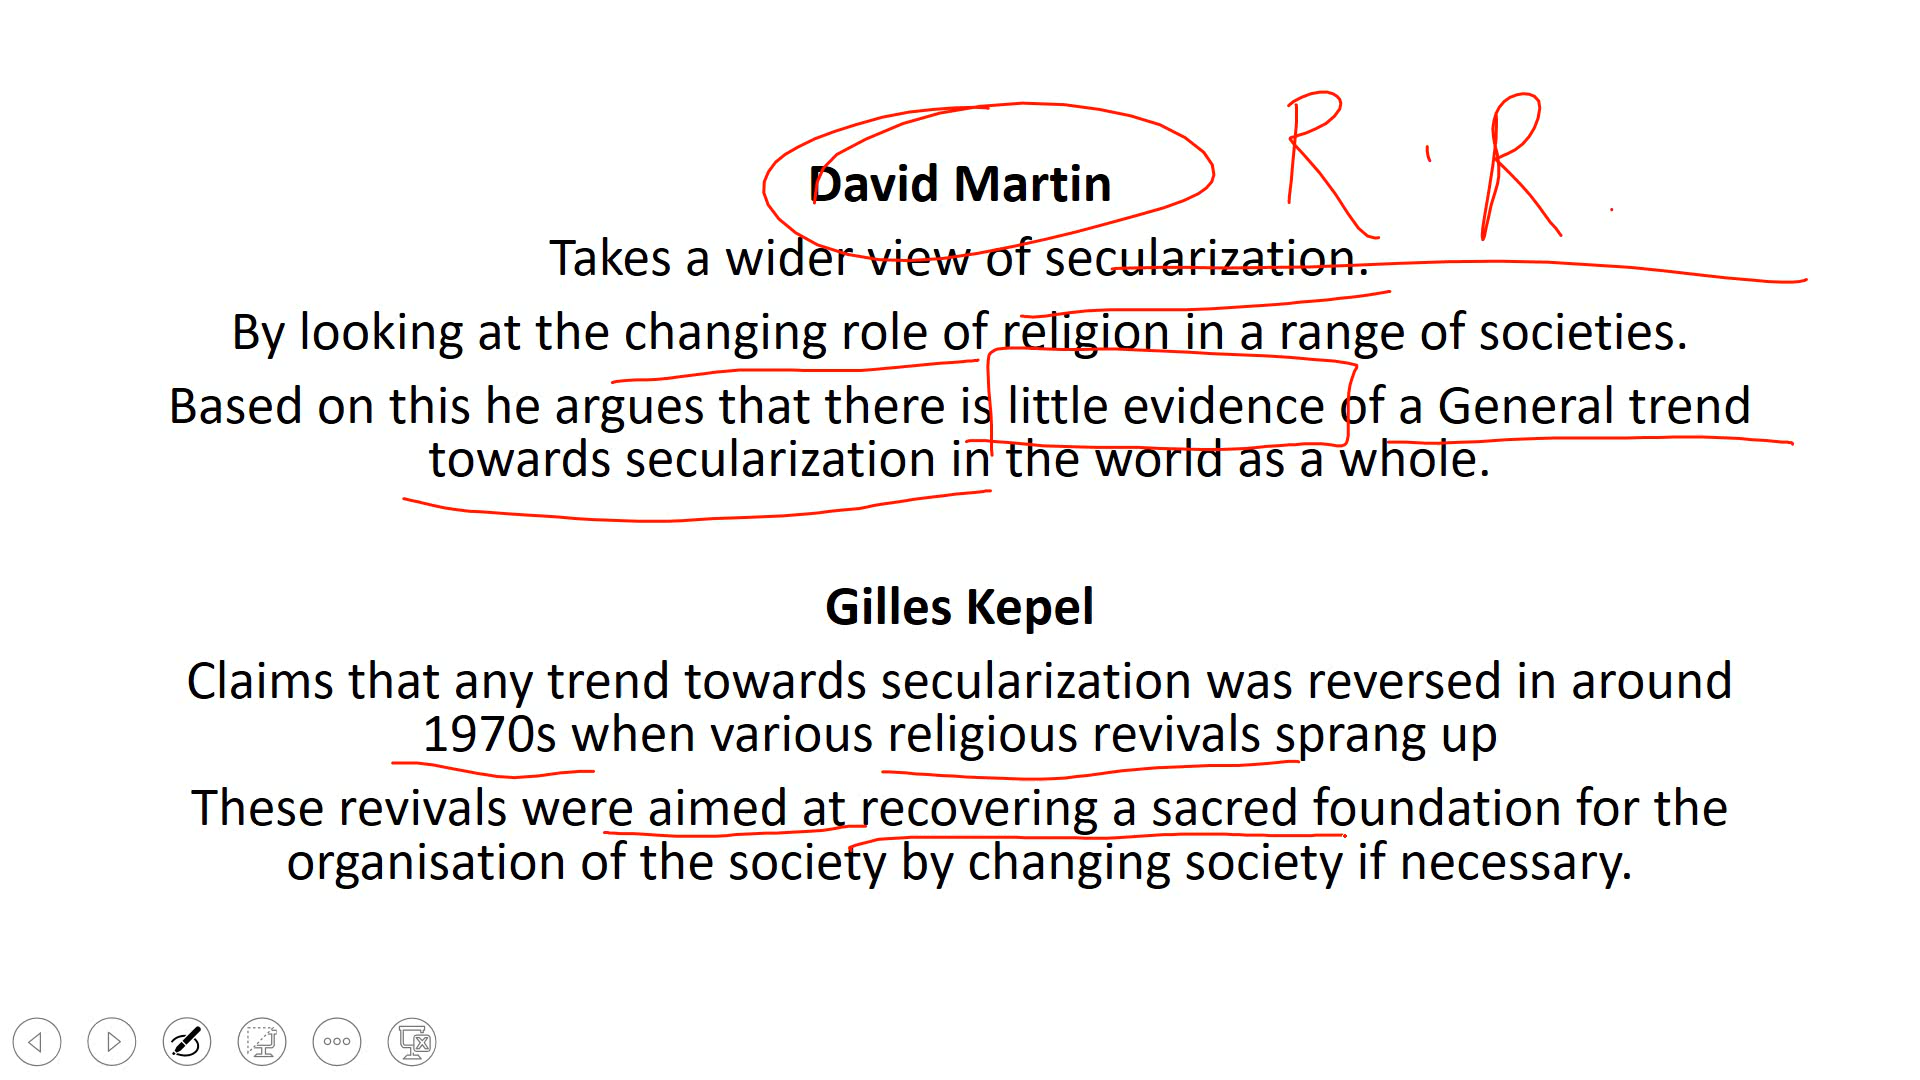 R . R .
David Martin
Takes a wider view of secularization.
By looking at the changing role of religion in a range of societies.
Based on this he argues that there is little evidence of a General trend
towards secularization in the world as a whole.
Gilles Kepel
Claims that any trend towards secularization was reversed in around
1970s when various religious revivals sprang up
These revivals were aimed at recovering a sacred foundation for the
organisation of the society by changing society if necessary.